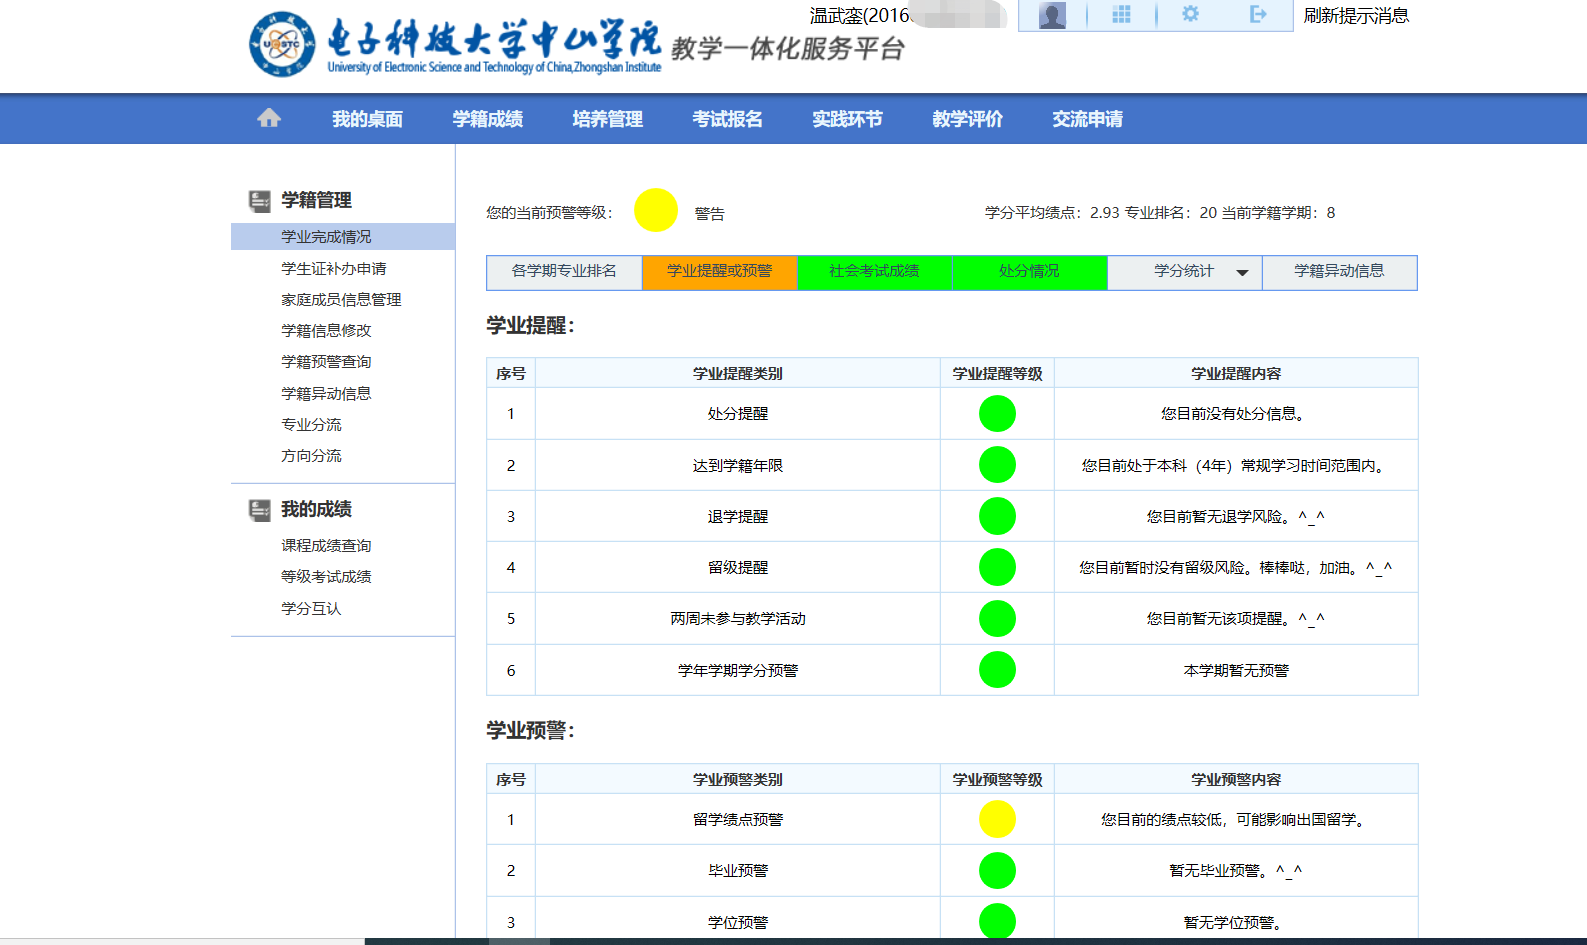 温武銮(2016
刷新提示消息
电子科技大学中山学院
University of Electronic Science and Technology of China,Zhongshan Institute
教学一体化服务平台
我的桌面 学籍成绩 培养管理 考试报名 实践环节 教学评价 交流申请
学籍管理
学业完成情况
学生证补办申请
家庭成员信息管理
学籍信息修改
学籍预警查询
学籍异动信息
专业分流
方向分流
我的成绩
课程成绩查询
等级考试成绩
学分互认
您的当前预警等级： 警告 学分平均绩点：2.93 专业排名：20 当前学籍学期：8
各学期专业排名 学业提醒或预警 社会考试成绩 处分情况 学分统计 学籍异动信息
学业提醒：
序号 学业提醒类别 学业提醒等级 学业提醒内容
1 处分提醒 您目前没有处分信息。
2 达到学籍年限 您目前处于本科（4年）常规学习时间范围内。
3 退学提醒 您目前暂无退学风险。^_^
4 留级提醒 您目前暂时没有留级风险。棒棒哒，加油。^_^
5 两周未参与教学活动 您目前暂无该项提醒。^_^
6 学年学期学分预警 本学期暂无预警
学业预警：
序号 学业预警类别 学业预警等级 学业预警内容
1 留学绩点预警 您目前的绩点较低，可能影响出国留学。
2 毕业预警 暂无毕业预警。^_^
3 学位预警 暂无学位预警。